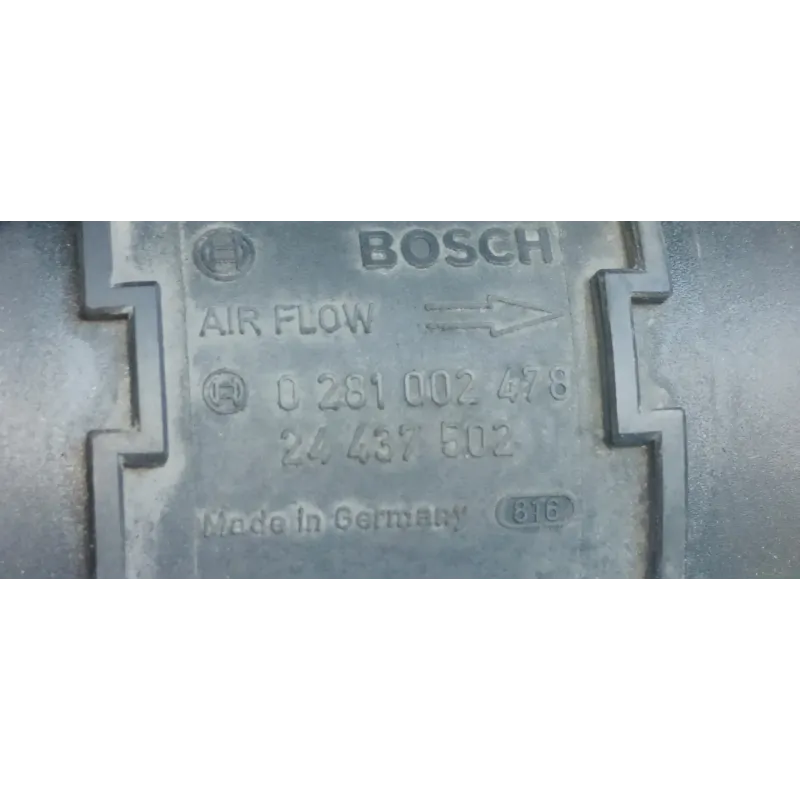 BOSCH
AIR FLOW
0 281 002 478
24 437 502
Made in Germany 816